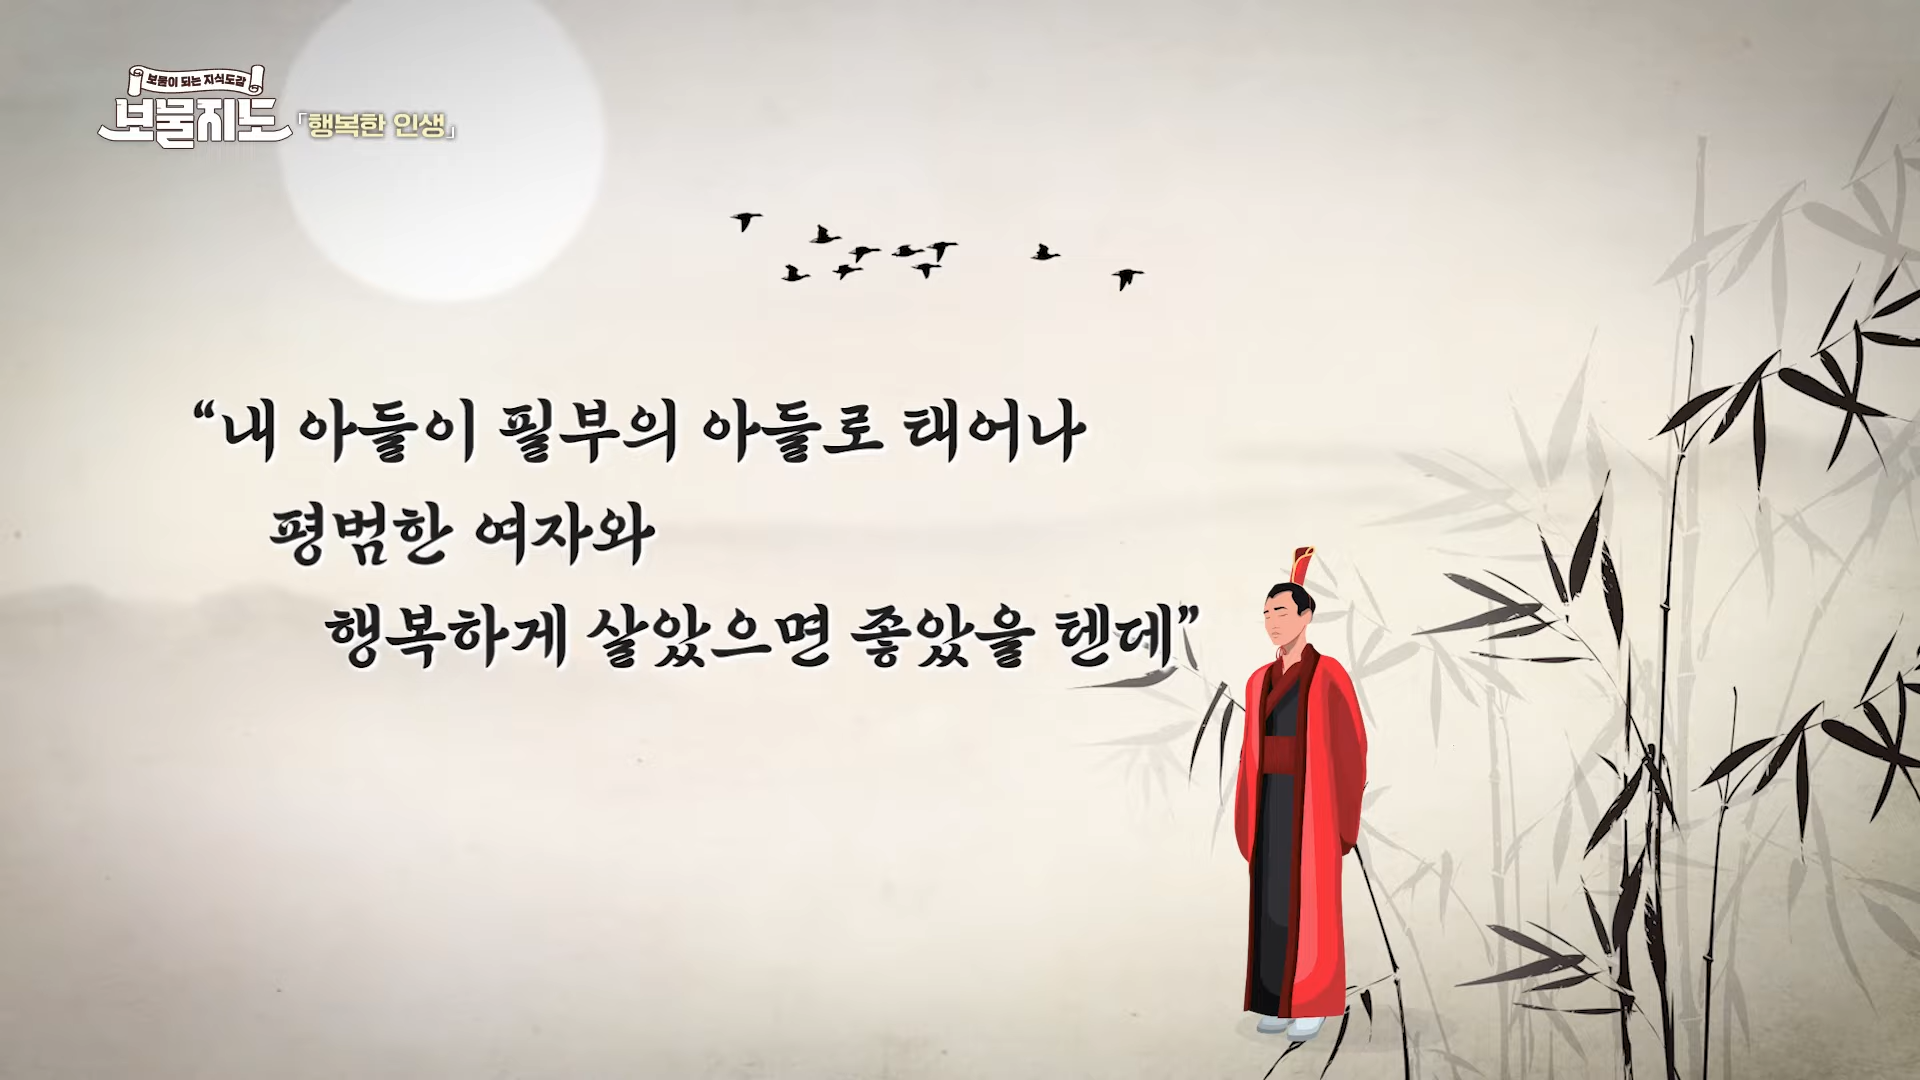 보물이 되는 지식도감
보물지도 「행복한 인생」
“내 아들이 필부의 아들로 태어나
평범한 여자와
행복하게 살았으면 좋았을 텐데”